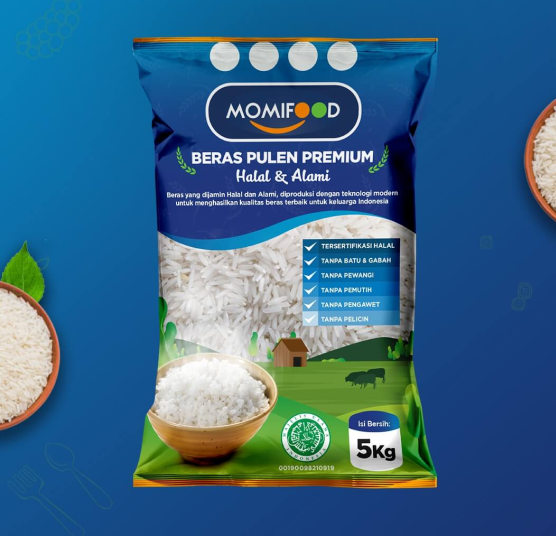 MOMIFOOD
BERAS PULEN PREMIUM
Halal & Alami
Beras yang dijamin Halal dan Alami, diproduksi dengan teknologi modern
untuk menghasilkan kualitas beras terbaik untuk keluarga Indonesia
TERSERTIFIKASI HALAL
TANPA BATU & GABAH
TANPA PEWANGI
TANPA PEMUTIH
TANPA PENGAWET
TANPA PELICIN
Isi Bersih:
5Kg
00190098210919